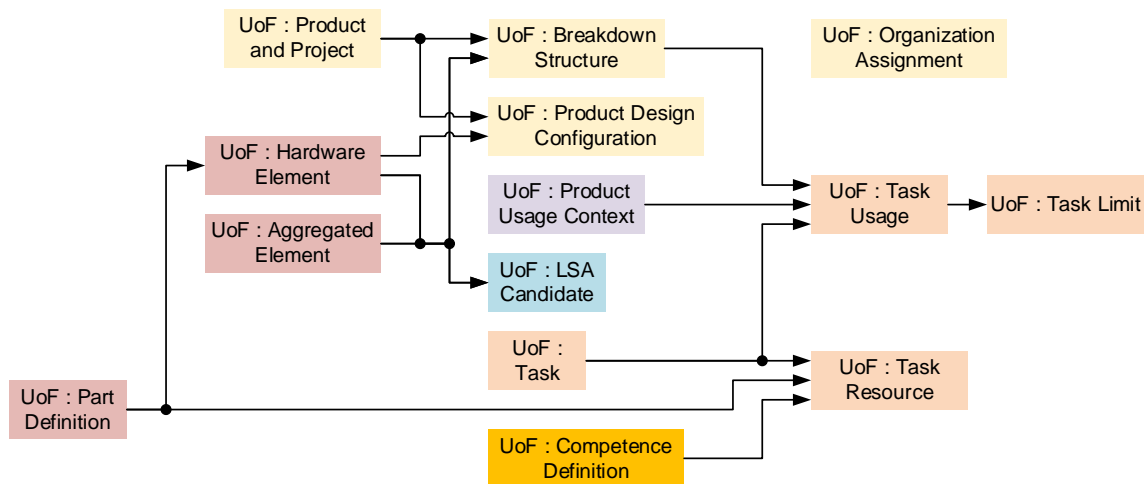 UoF : Product
and Project
UoF : Breakdown
Structure
UoF : Organization
Assignment
UoF : Product Design
Configuration
UoF : Hardware
Element
UoF : Product
Usage Context
UoF : Task
Usage
UoF : Task Limit
UoF : Aggregated
Element
UoF : LSA
Candidate
UoF :
Task
UoF : Task
Resource
UoF : Part
Definition
UoF : Competence
Definition